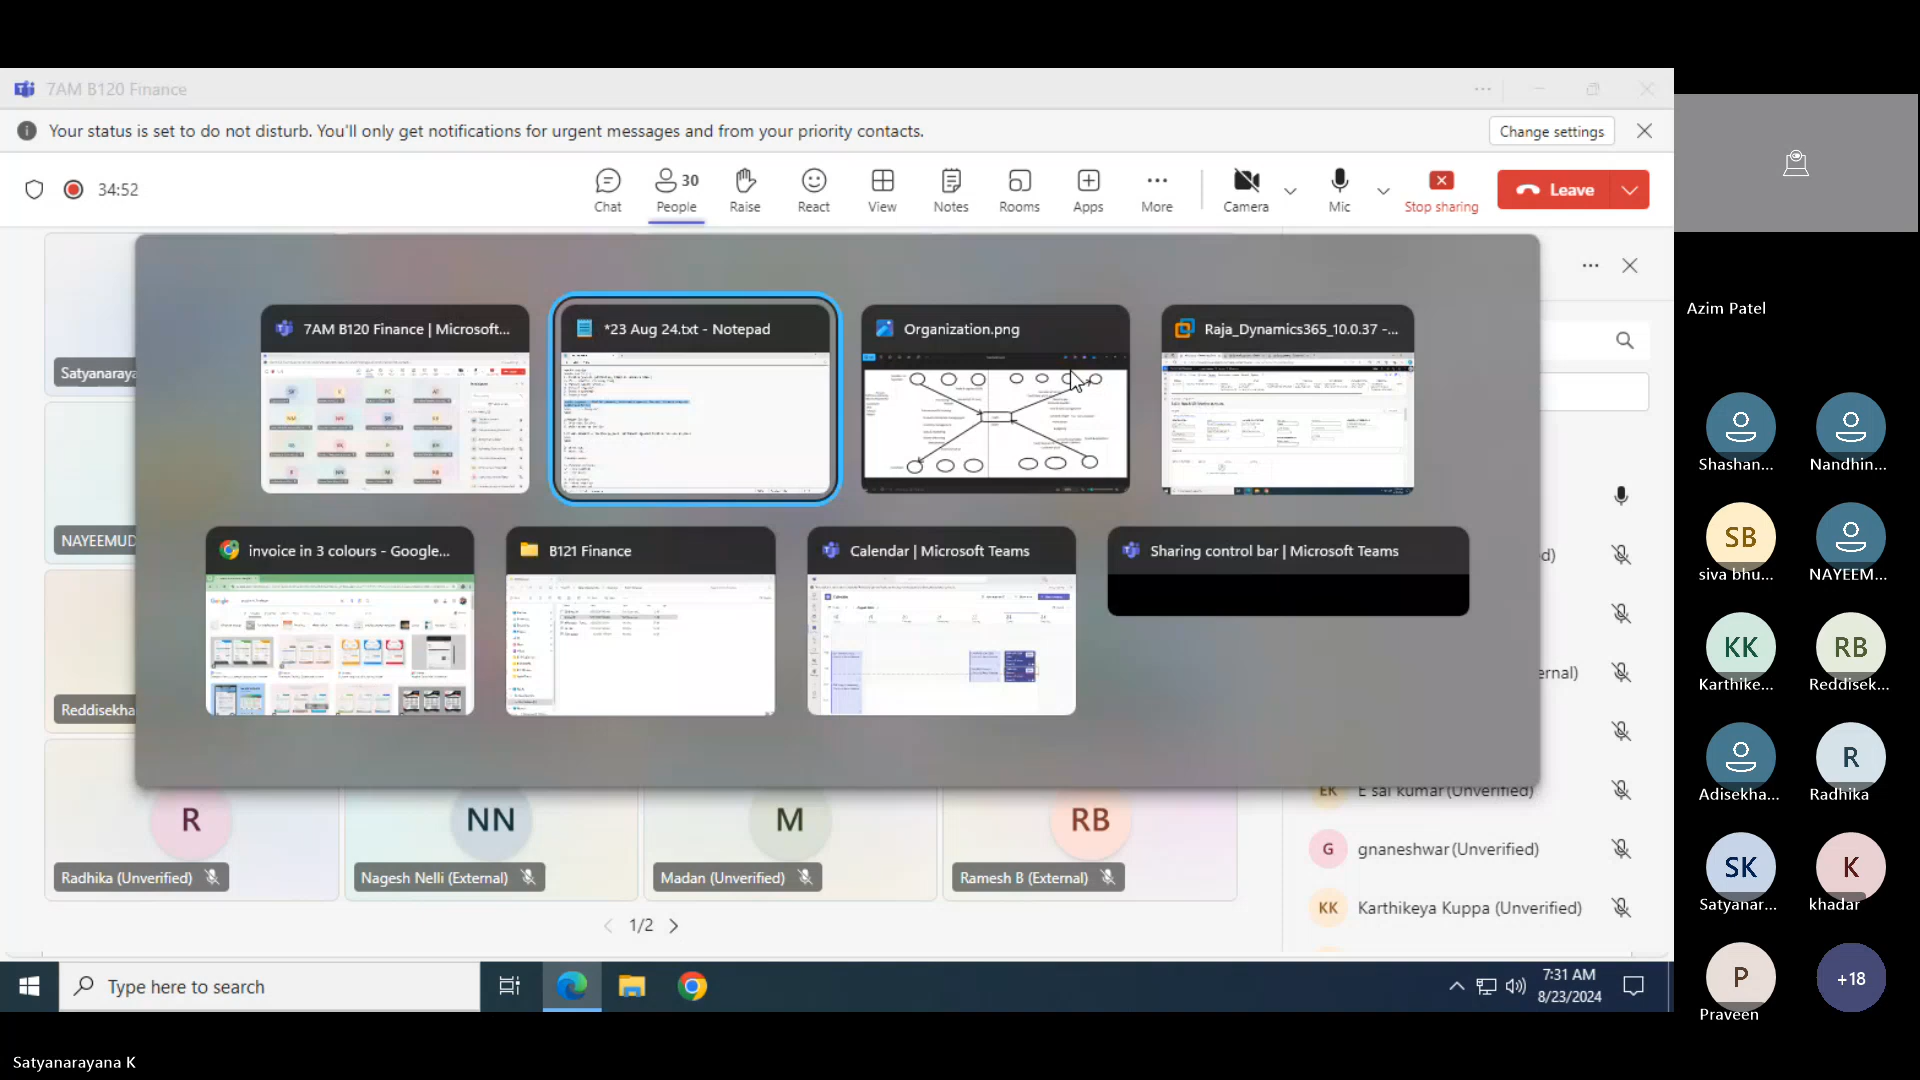 7AM B120 Finance
Your status is set to do not disturb. You'll only get notifications for urgent messages and from your priority contacts.
Change settings
34:52
Chat
People
30
Raise
React
View
Notes
Rooms
Apps
More
Camera
Mic
Stop sharing
Leave
7AM B120 Finance | Microsoft...
*23 Aug 24.txt - Notepad
Organization.png
Raja_Dynamics365_10.0.37 -...
invoice in 3 colours - Google...
B121 Finance
Calendar | Microsoft Teams
Sharing control bar | Microsoft Teams
Satyanaraya
NAYEEMUD
Reddisekha
R
Radhika (Unverified)
NN
Nagesh Nelli (External)
M
Madan (Unverified)
RB
Ramesh B (External)
1/2
EK
E sai kumar (Unverified)
G
gnaneshwar (Unverified)
KK
Karthikeya Kuppa (Unverified)
Type here to search
7:31 AM
8/23/2024
Azim Patel
Shashan...
Nandhin...
SB
siva bhu...
NAYEEM...
KK
Karthike...
RB
Reddisek...
Adisekha...
R
Radhika
SK
Satyanar...
K
khadar
P
Praveen
+18
Satyanarayana K